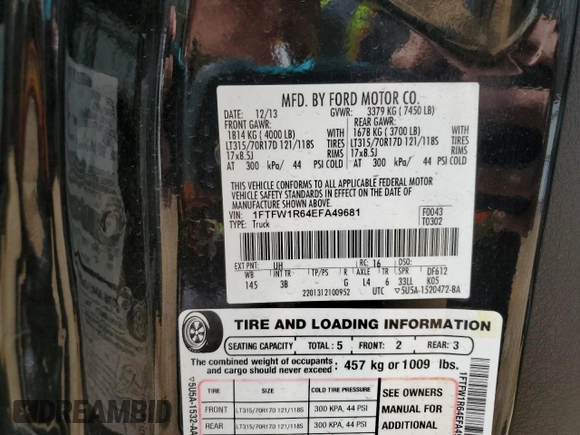 MFD. BY FORD MOTOR CO.
DATE: 12/13 GVWR: 3379 KG (7450 LB)
FRONT GAWR: REAR GAWR:
1814 KG (4000 LB) WITH 1678 KG (3700 LB) WITH
LT315/70R17D 121/118S TIRES LT315/70R17D 121/118S TIRES
17x8.5J RIMS 17x8.5J RIMS
AT 300 kPa/ 44 PSI COLD AT 300 kPa/ 44 PSI COLD
THIS VEHICLE CONFORMS TO ALL APPLICABLE FEDERAL MOTOR
VEHICLE SAFETY STANDARDS IN EFFECT ON THE DATE OF
MANUFACTURE SHOWN ABOVE.
VIN: 1FTFW1R64EFA49681
TYPE: Truck
F0043
T0302
EXT PNT: UH RC: 16 DSO:
WB INT TR TP/PS R AXLE TR SPR DF612
145 3B G L4 6 33LL K05
2201312100952 UTC ▽5U5A-1520472-BA
TIRE AND LOADING INFORMATION
SEATING CAPACITY TOTAL: 5 FRONT: 2 REAR: 3
The combined weight of occupants and cargo should never exceed: 457 kg or 1009 lbs.
TIRE SIZE COLD TIRE PRESSURE
FRONT LT315/70R17D 121/118S 300 KPA, 44 PSI
REAR LT315/70R17D 121/118S 300 KPA, 44 PSI
SEE OWNERS
MANUAL FOR
ADDITIONAL
▽5U5A-1532-AA
1FTFW1R64EFA4
DREAMBID